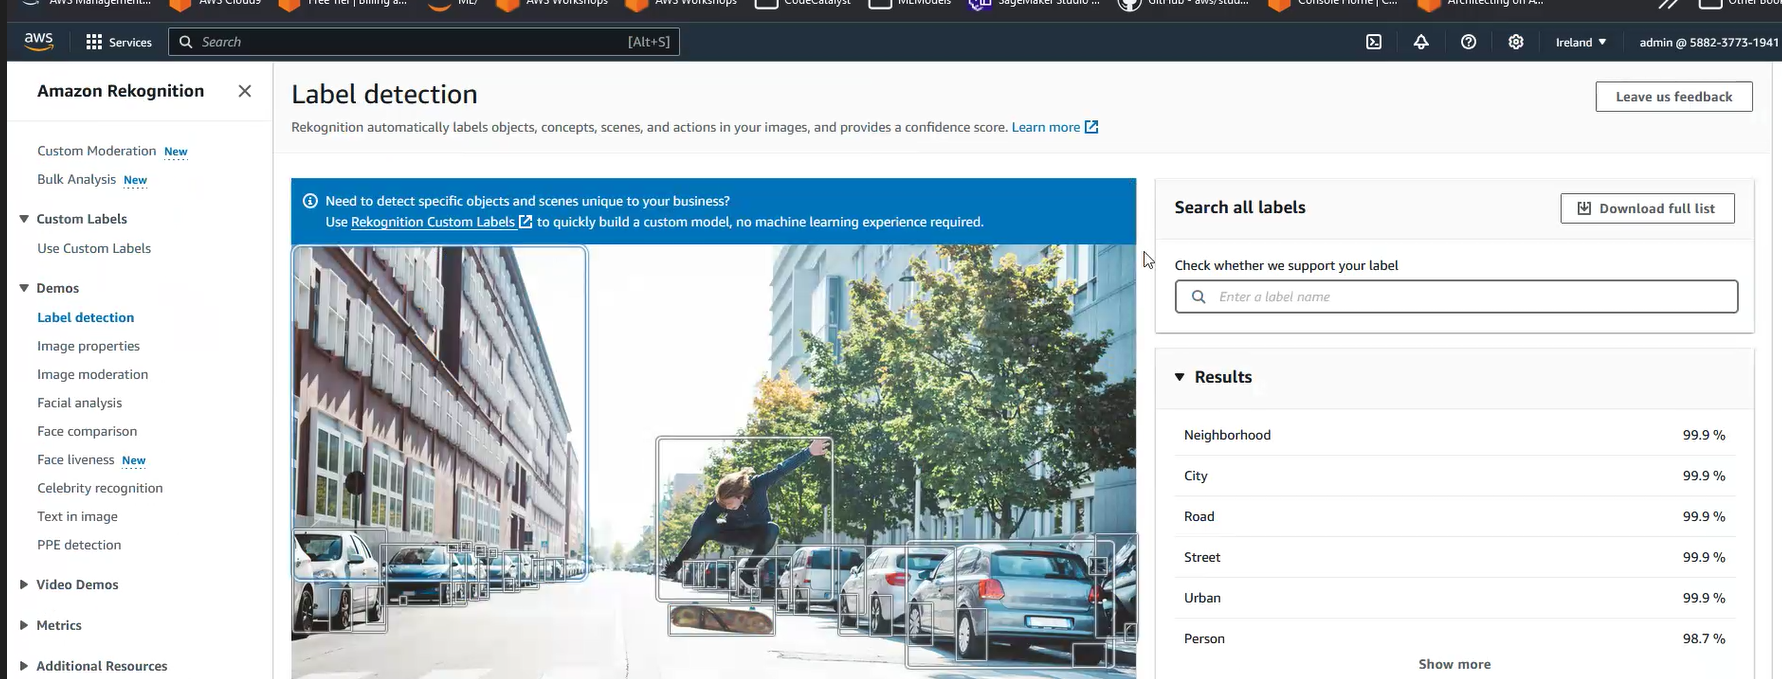 AWS Management...
AWS Cloud9
Free Tier | Billing a...
ML/
AWS Workshops
AWS Workshops
CodeCatalyst
MLModels
SageMaker Studio ...
GitHub - aws/stud...
Console Home | C...
Architecting on A...
Other Boo
aws
Services
Search
[Alt+S]
Ireland
admin @ 5882-3773-1941
Amazon Rekognition
Custom Moderation New
Bulk Analysis New
Custom Labels
Use Custom Labels
Demos
Label detection
Image properties
Image moderation
Facial analysis
Face comparison
Face liveness New
Celebrity recognition
Text in image
PPE detection
Video Demos
Metrics
Additional Resources
Label detection
Leave us feedback
Rekognition automatically labels objects, concepts, scenes, and actions in your images, and provides a confidence score. Learn more
Need to detect specific objects and scenes unique to your business?
Use Rekognition Custom Labels to quickly build a custom model, no machine learning experience required.
Search all labels
Download full list
Check whether we support your label
Enter a label name
Results
Neighborhood 99.9 %
City 99.9 %
Road 99.9 %
Street 99.9 %
Urban 99.9 %
Person 98.7 %
Show more